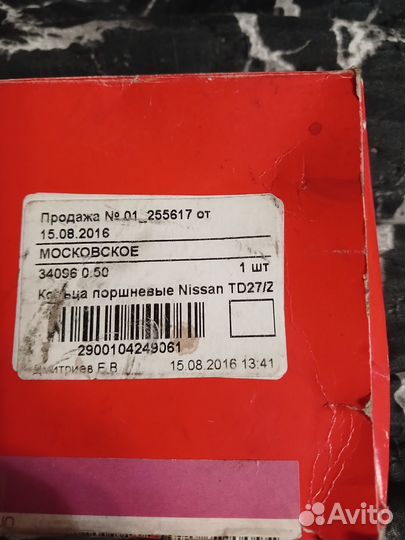 Продажа № 01_255617 от
15.08.2016
МОСКОВСКОЕ
34096 0.50 1 шт
Кольца поршневые Nissan TD27/Z
2900104249061
Дмитриев Е.В. 15.08.2016 13:41
Avito